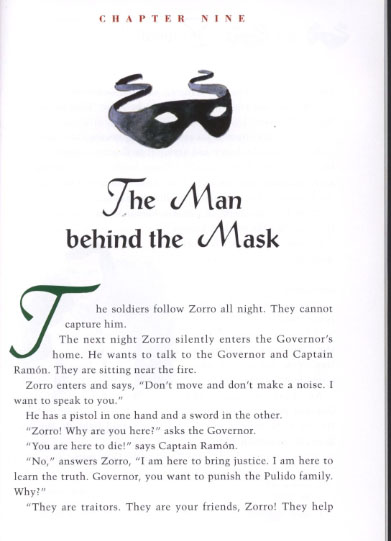 CHAPTER NINE
The Man
behind the Mask
The soldiers follow Zorro all night. They cannot
capture him.
The next night Zorro silently enters the Governor's
home. He wants to talk to the Governor and Captain
Ramón. They are sitting near the fire.
Zorro enters and says, “Don't move and don't make a noise. I
want to speak to you.”
He has a pistol in one hand and a sword in the other.
“Zorro! Why are you here?” asks the Governor.
“You are here to die!” says Captain Ramón.
“No,” answers Zorro, “I am here to bring justice. I am here to
learn the truth. Governor, you want to punish the Pulido family.
Why?”
“They are traitors. They are your friends, Zorro! They help